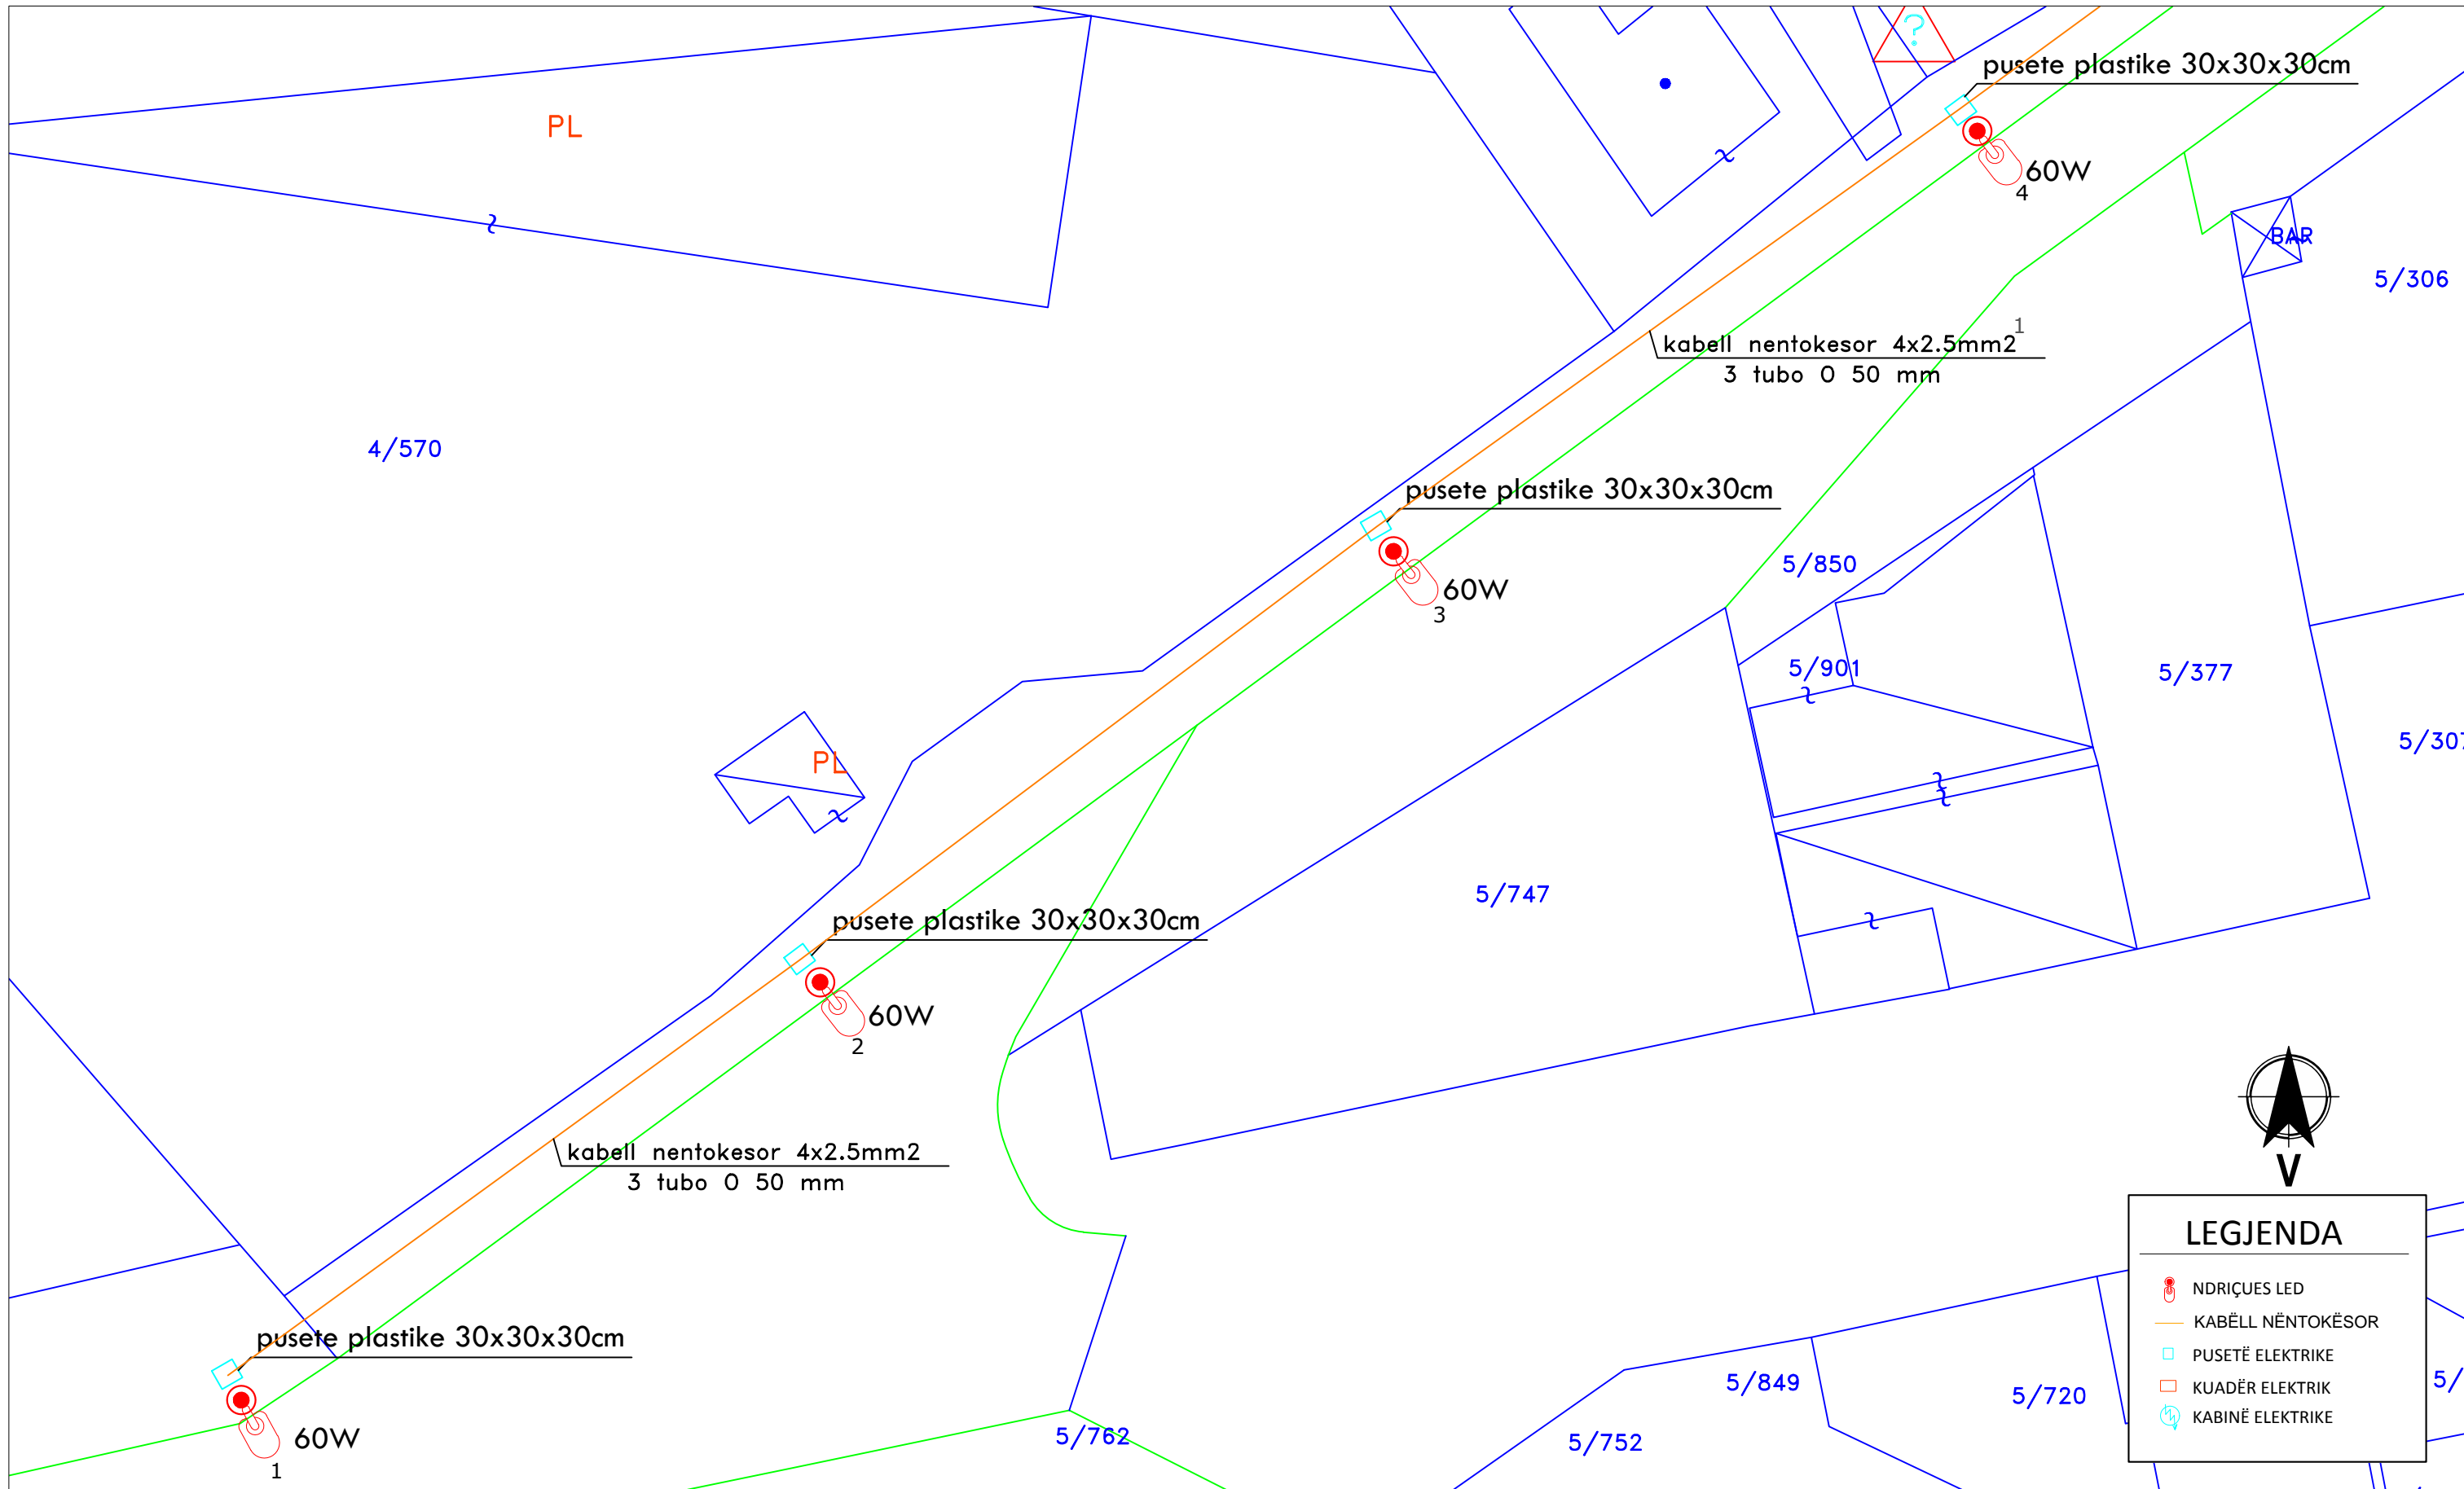 ?
pusete plastike 30x30x30cm
PL
60W
4
BAR
5/306
1
kabell nentokesor 4x2.5mm2
3 tubo O 50 mm
4/570
pusete plastike 30x30x30cm
5/850
60W
3
5/901
5/377
5/307
PL
5/747
pusete plastike 30x30x30cm
60W
2
kabell nentokesor 4x2.5mm2
3 tubo O 50 mm
V
LEGJENDA
NDRIÇUES LED
KABËLL NËNTOKËSOR
PUSETË ELEKTRIKE
KUADËR ELEKTRIK
KABINË ELEKTRIKE
pusete plastike 30x30x30cm
5/849
5/720
5/
60W
5/762
5/752
1